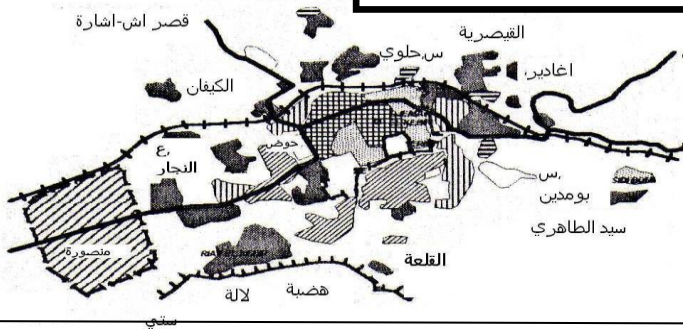 قصر اش-اشارة
القيصرية
س,حلوي
اغادير,
الكيفان
حوض
ع,
النجار
س,
بومدين
سيد الطاهري
منصورة
القلعة
هضبة
لالة
ستي